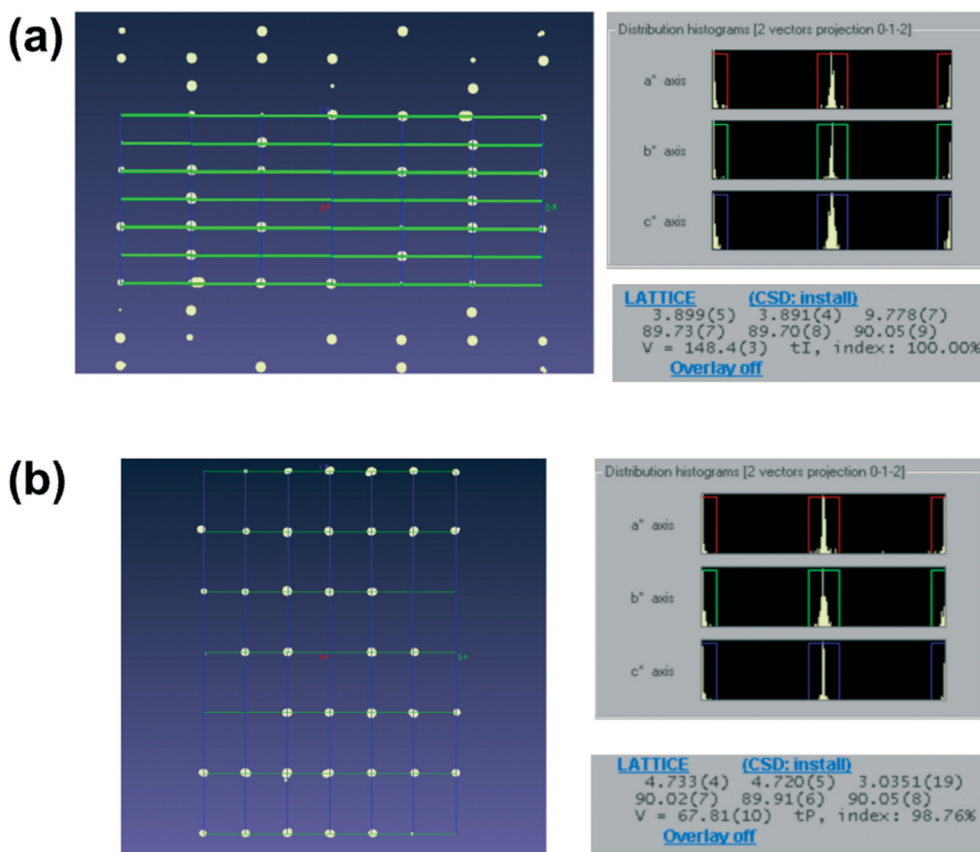 (a)
Distribution histograms [2 vectors projection 0-1-2]
a* axis
b* axis
c* axis
LATTICE (CSD: install)
3.899(5) 3.891(4) 9.778(7)
89.73(7) 89.70(8) 90.05(9)
V = 148.4(3) tI, index: 100.00%
Overlay off
(b)
Distribution histograms [2 vectors projection 0-1-2]
a* axis
b* axis
c* axis
LATTICE (CSD: install)
4.733(4) 4.720(5) 3.0351(19)
90.02(7) 89.91(6) 90.05(8)
V = 67.81(10) tP, index: 98.76%
Overlay off